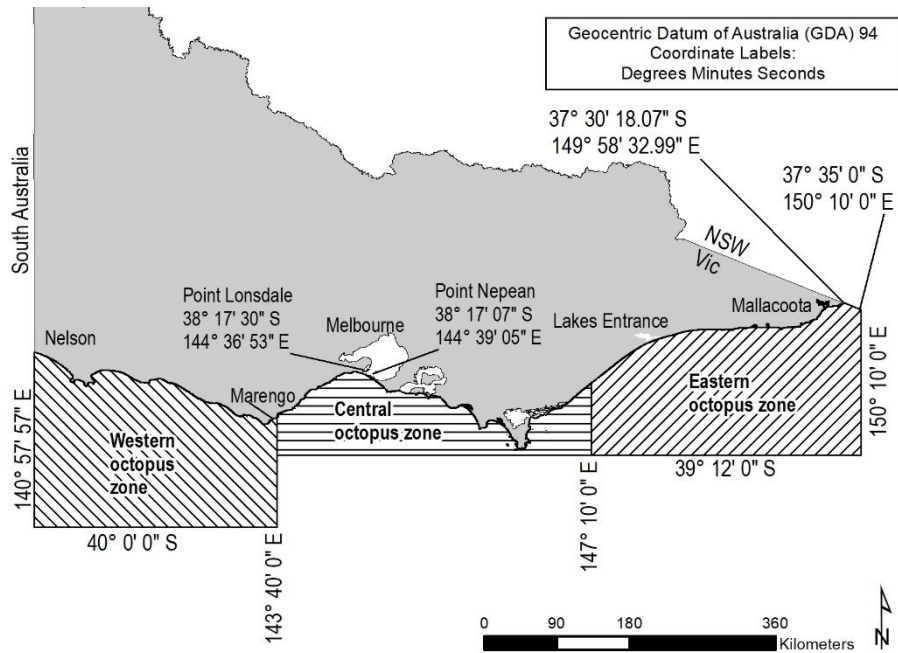 Geocentric Datum of Australia (GDA) 94
Coordinate Labels:
Degrees Minutes Seconds
37° 30' 18.07" S
149° 58' 32.99" E
37° 35' 0" S
150° 10' 0" E
South Australia
NSW
Vic
Point Lonsdale
38° 17' 30" S
144° 36' 53" E
Point Nepean
38° 17' 07" S
144° 39' 05" E
Melbourne
Mallacoota
Lakes Entrance
Nelson
Marengo
140° 57' 57" E
Western
octopus
zone
Central
octopus zone
Eastern
octopus zone
150° 10' 0" E
39° 12' 0" S
40° 0' 0" S
143° 40' 0" E
147° 10' 0" E
0 90 180 360
Kilometers
N